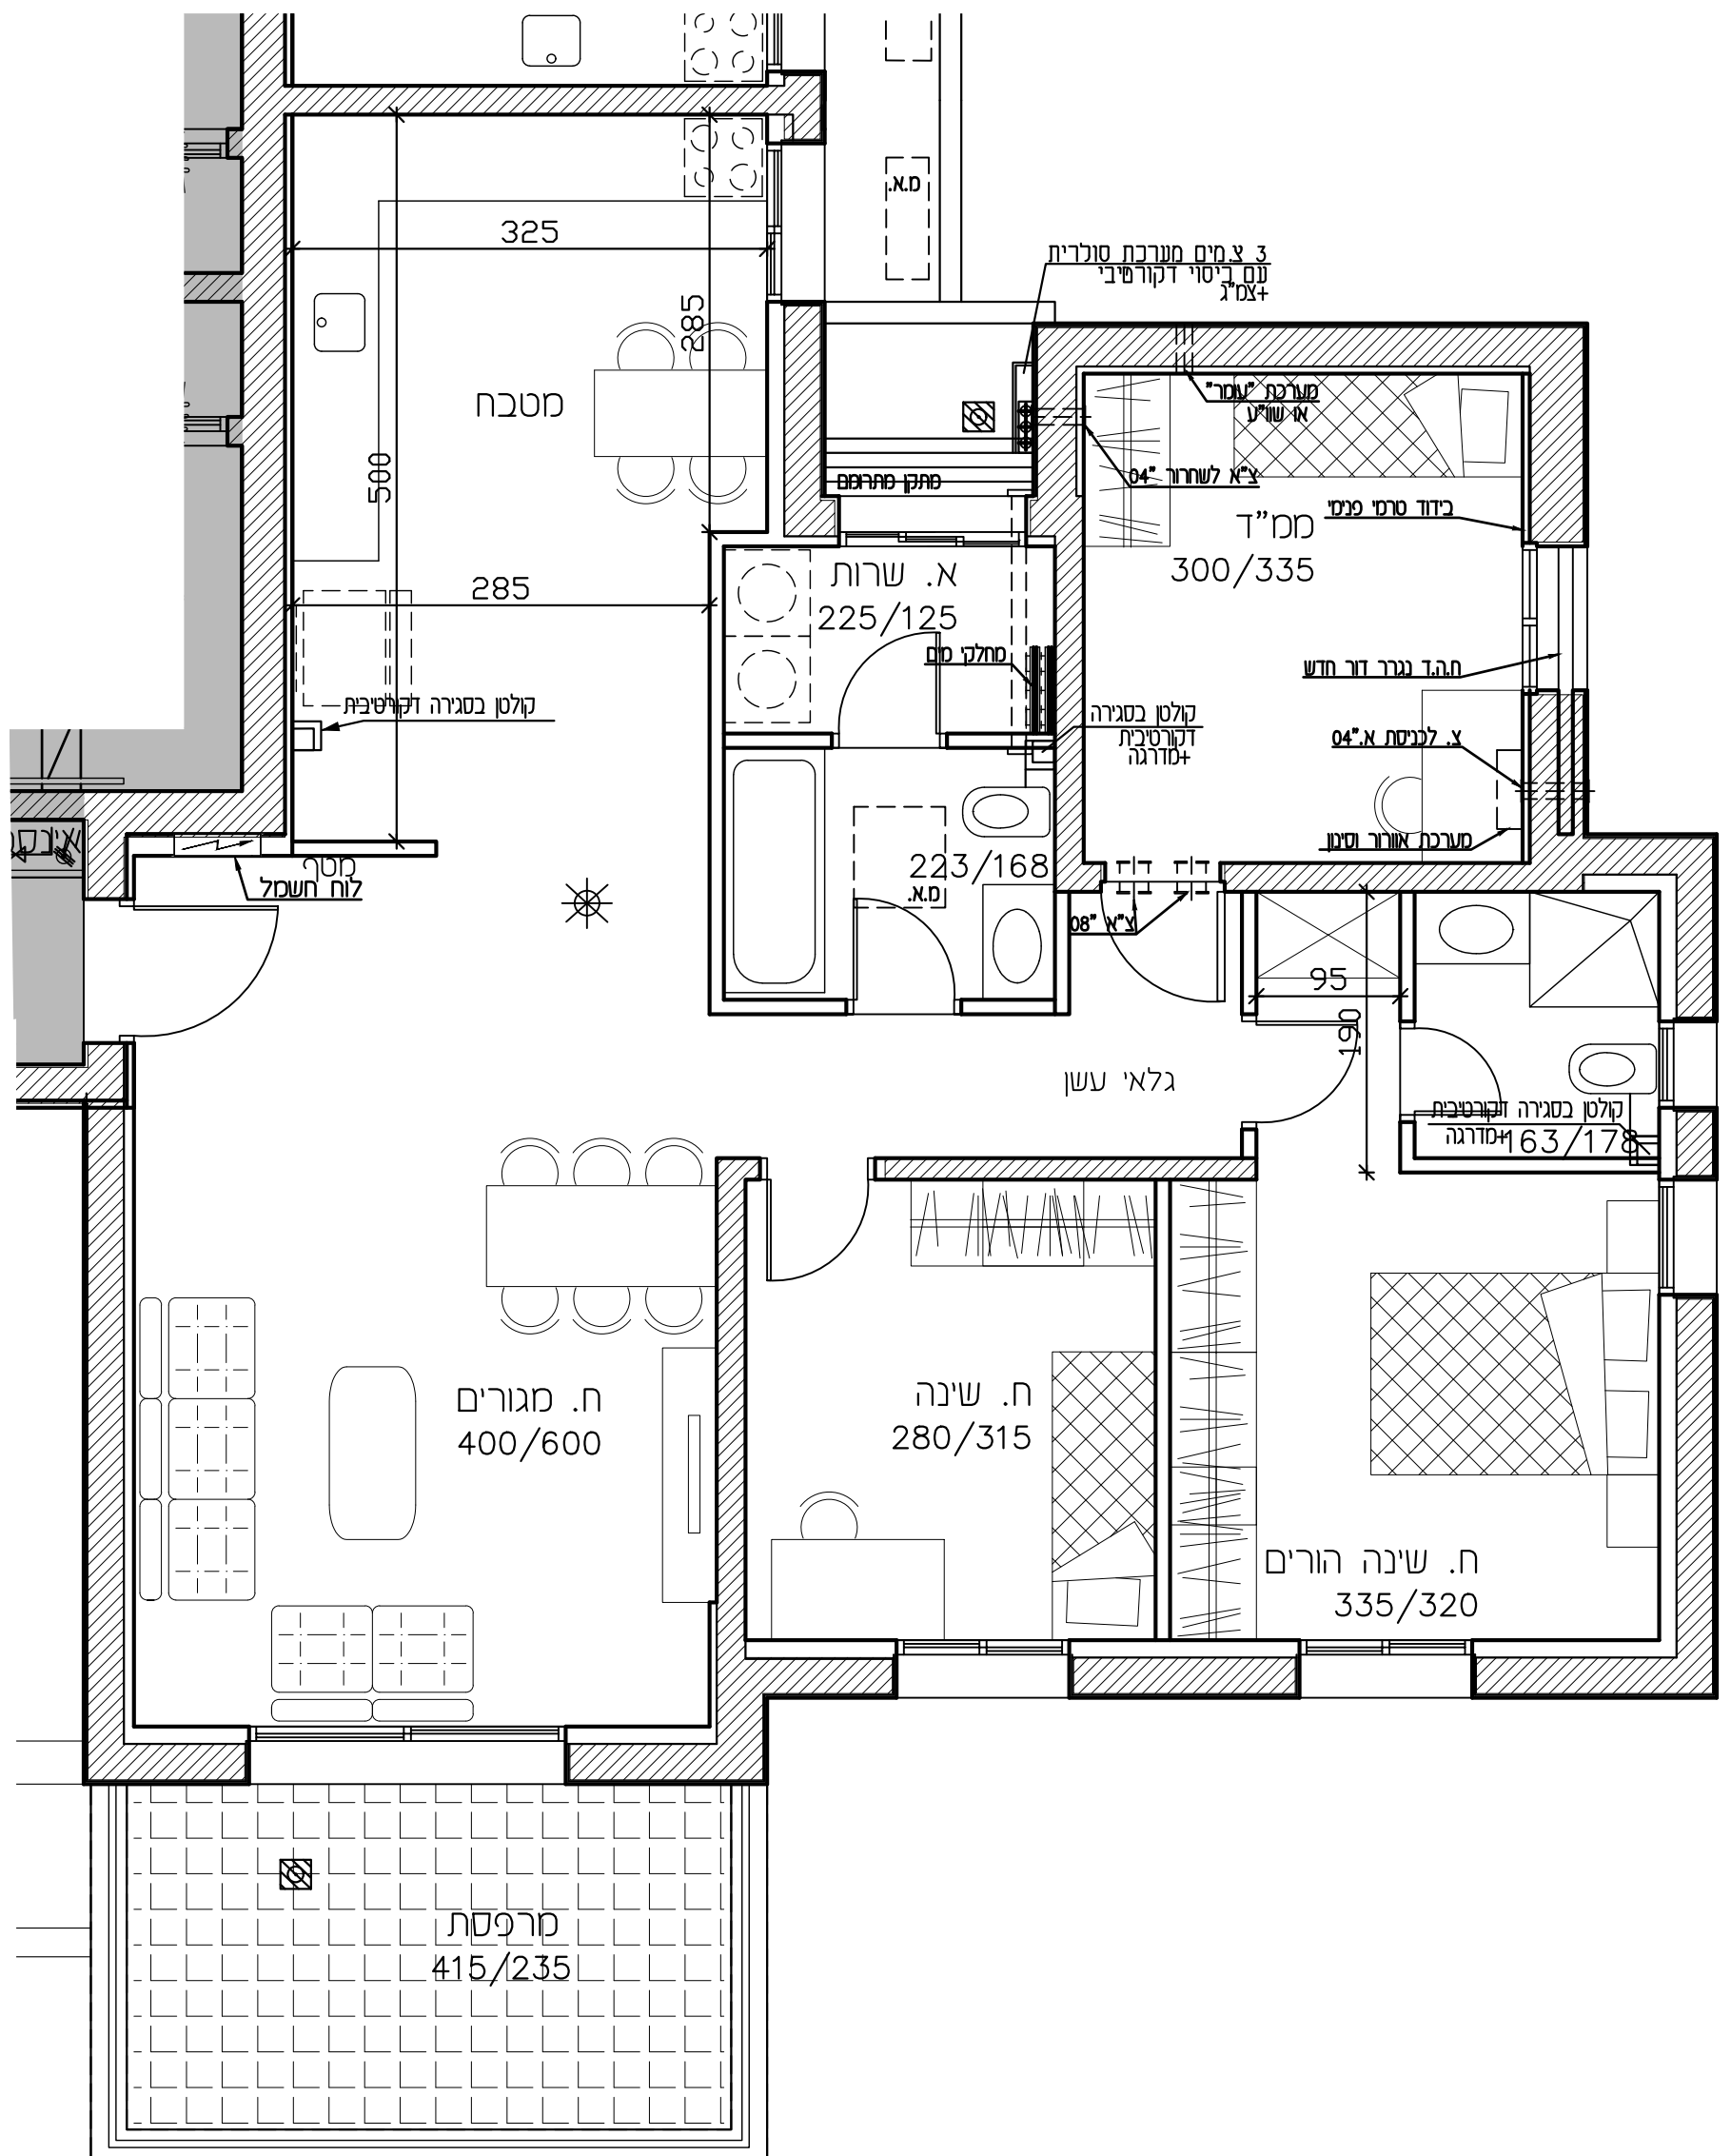 מ.א.
325
3 צ.מים מערכת סולרית
עם כיסוי דקורטיבי
+צמ"ג
285
מטבח
מערכת "עומר"
או שוו"ע
500
מתקן מתרומם
צ"א לשחרור "04
בידוד טרמי פנימי
ממ"ד
300/335
285
א. שרות
225/125
מחלקי מים
ח.ה.ד נגרר דור חדש
קולטן בסגירה דקורטיבית
קולטן בסגירה
דקורטיבית
+מדרגה
צ. לכניסת א."04
מערכת אוורור וסינון
מטף
לוח חשמל
223/168
מ.א.
צ"א "08
95
190
גלאי עשן
קולטן בסגירה דקורטיבית
+מדרגה
163/178
ח. מגורים
400/600
ח. שינה
280/315
ח. שינה הורים
335/320
מרפסת
415/235